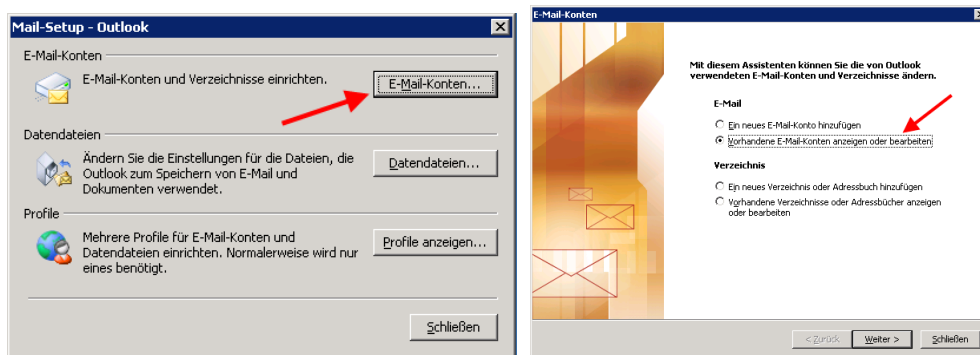 Mail-Setup - Outlook
E-Mail-Konten
E-Mail-Konten und Verzeichnisse einrichten.
E-Mail-Konten...
Datendateien
Ändern Sie die Einstellungen für die Dateien, die
Outlook zum Speichern von E-Mail und
Dokumenten verwendet.
Datendateien...
Profile
Mehrere Profile für E-Mail-Konten und
Datendateien einrichten. Normalerweise wird nur
eines benötigt.
Profile anzeigen...
Schließen
E-Mail-Konten
Mit diesem Assistenten können Sie die von Outlook
verwendeten E-Mail-Konten und Verzeichnisse ändern.
E-Mail
Ein neues E-Mail-Konto hinzufügen
Vorhandene E-Mail-Konten anzeigen oder bearbeiten
Verzeichnis
Ein neues Verzeichnis oder Adressbuch hinzufügen
Vorhandene Verzeichnisse oder Adressbücher anzeigen
oder bearbeiten
< Zurück
Weiter >
Schließen